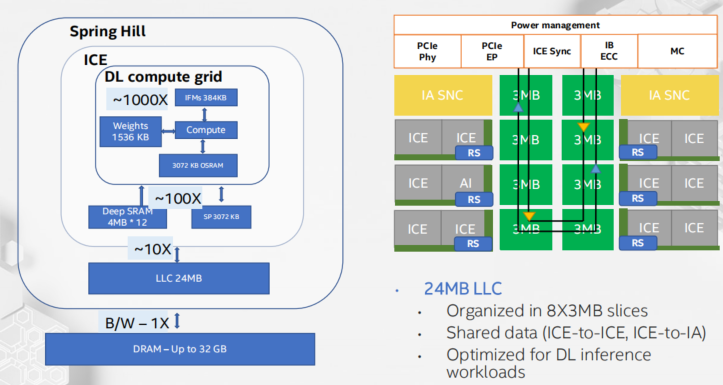 Spring Hill
ICE
DL compute grid
~1000X
IFMs 384KB
Weights
1536 KB
Compute
3072 KB OSRAM
~100X
Deep SRAM
4MB * 12
SP 3072 KB
~10X
LLC 24MB
B/W – 1X
DRAM – Up to 32 GB
Power management
PCIe
Phy
PCIe
EP
ICE Sync
IB
ECC
MC
IA SNC
3MB
3MB
IA SNC
ICE
ICE
RS
3MB
3MB
ICE
ICE
RS
ICE
AI
RS
3MB
3MB
ICE
ICE
RS
ICE
ICE
RS
3MB
3MB
ICE
ICE
RS
• 24MB LLC
• Organized in 8X3MB slices
• Shared data (ICE-to-ICE, ICE-to-IA)
• Optimized for DL inference
workloads